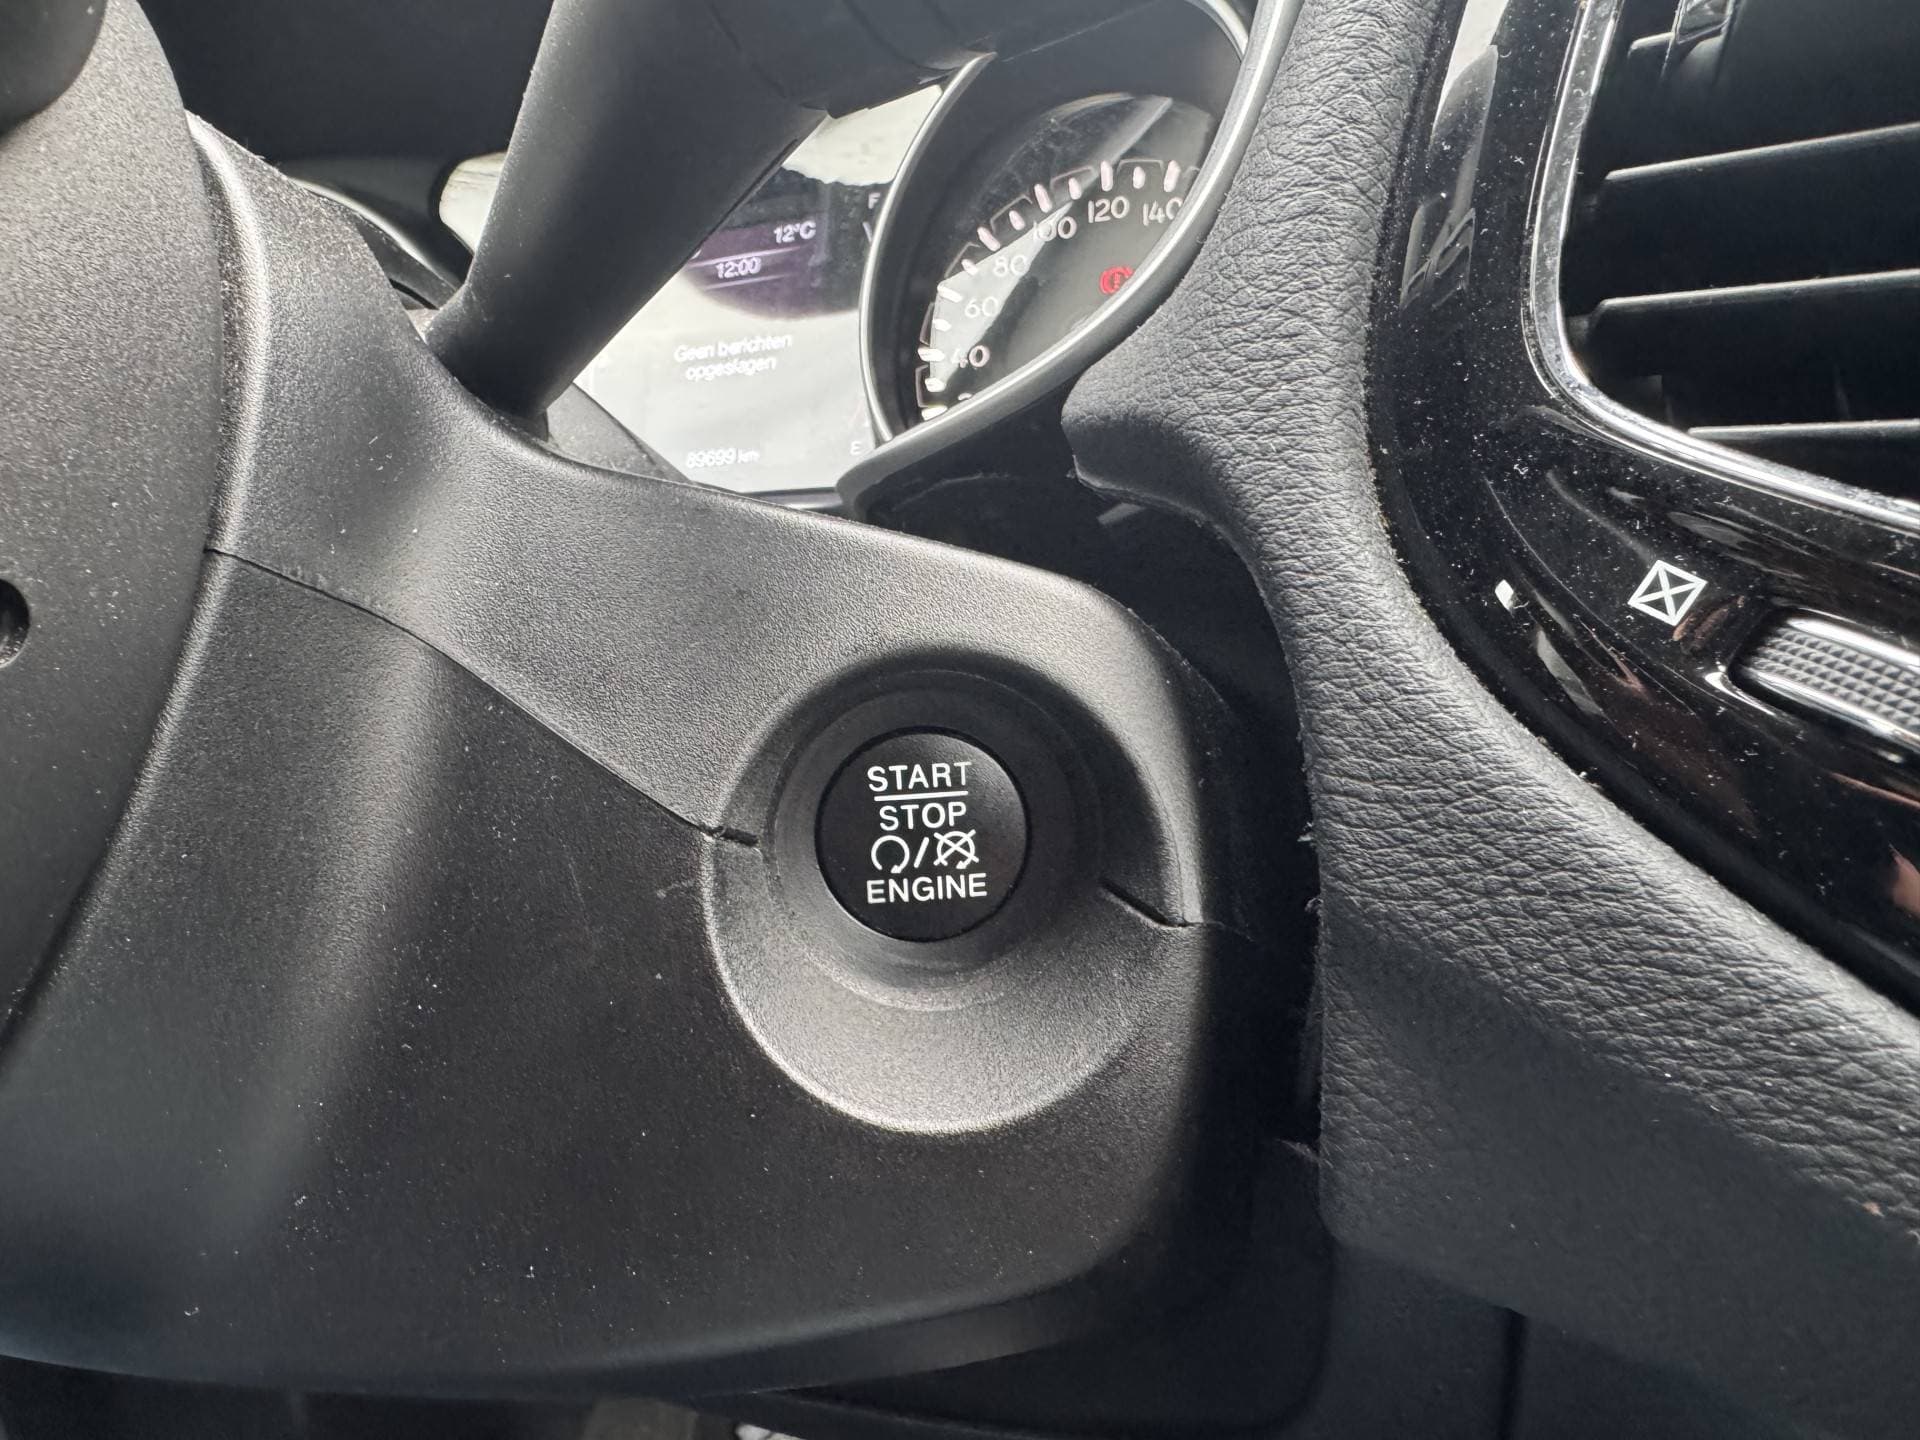 12°C
12:00
Geen berichten
opgeslagen
89699 km
F
E
40
60
80
100
120
140
START
STOP
ENGINE